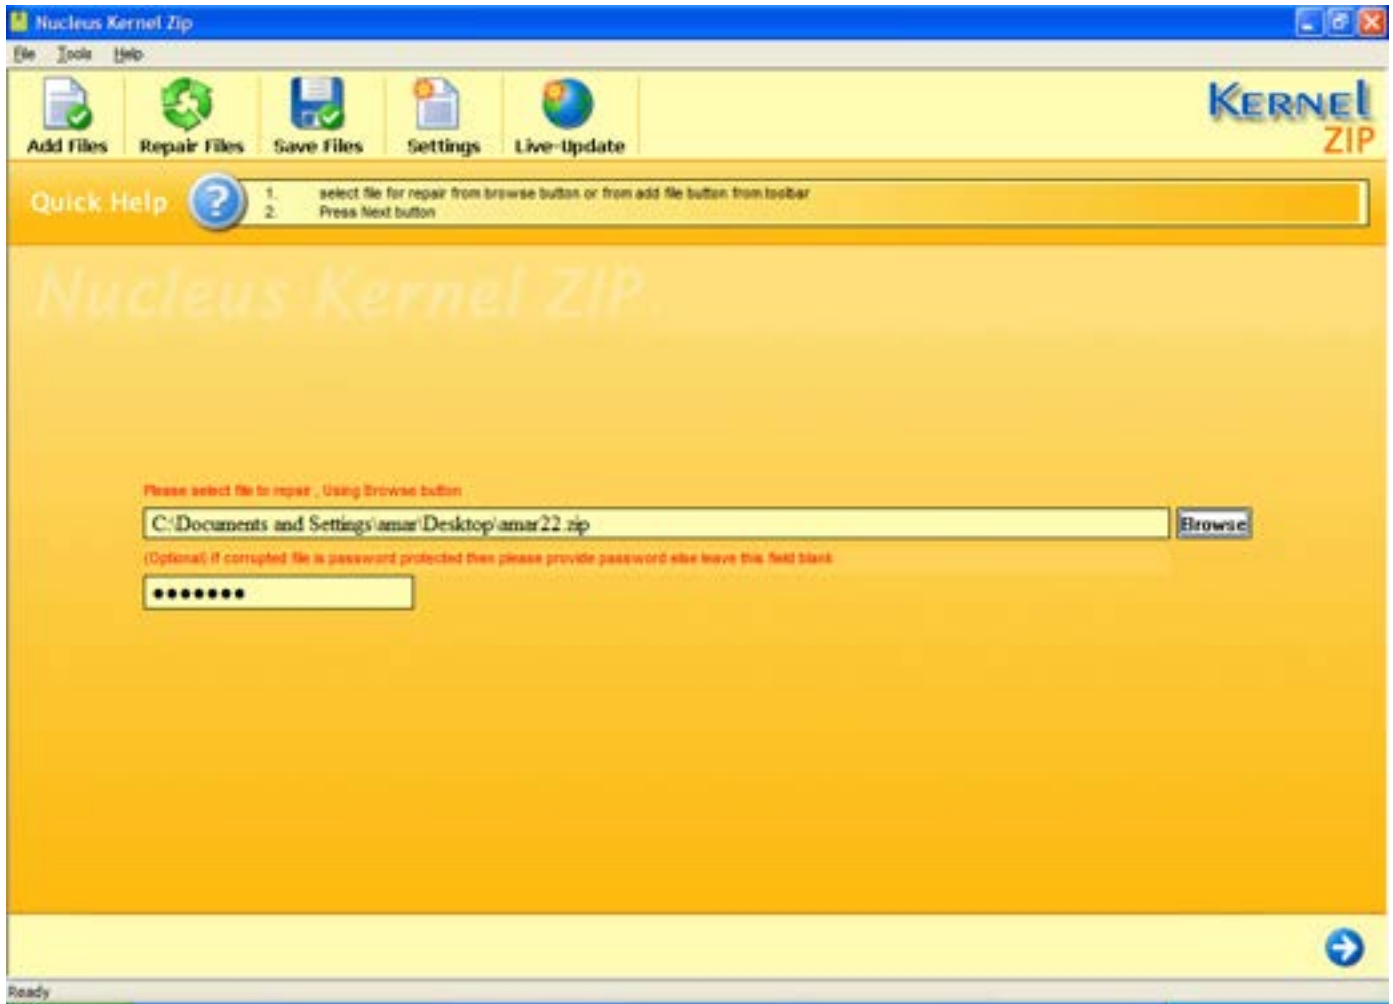 Nucleus Kernel Zip
File Tools Help
Add Files Repair Files Save Files Settings Live-Update
KERNEL
ZIP
Quick Help ?
1. select file for repair from browse button or from add file button from toolbar
2. Press Next button
Nucleus Kernel ZIP
Please select file to repair , Using Browse button
C:\Documents and Settings\amar\Desktop\amar22.zip Browse
(Optional) if corrupted file is password protected then please provide password else leave this field blank
●●●●●●●
Ready